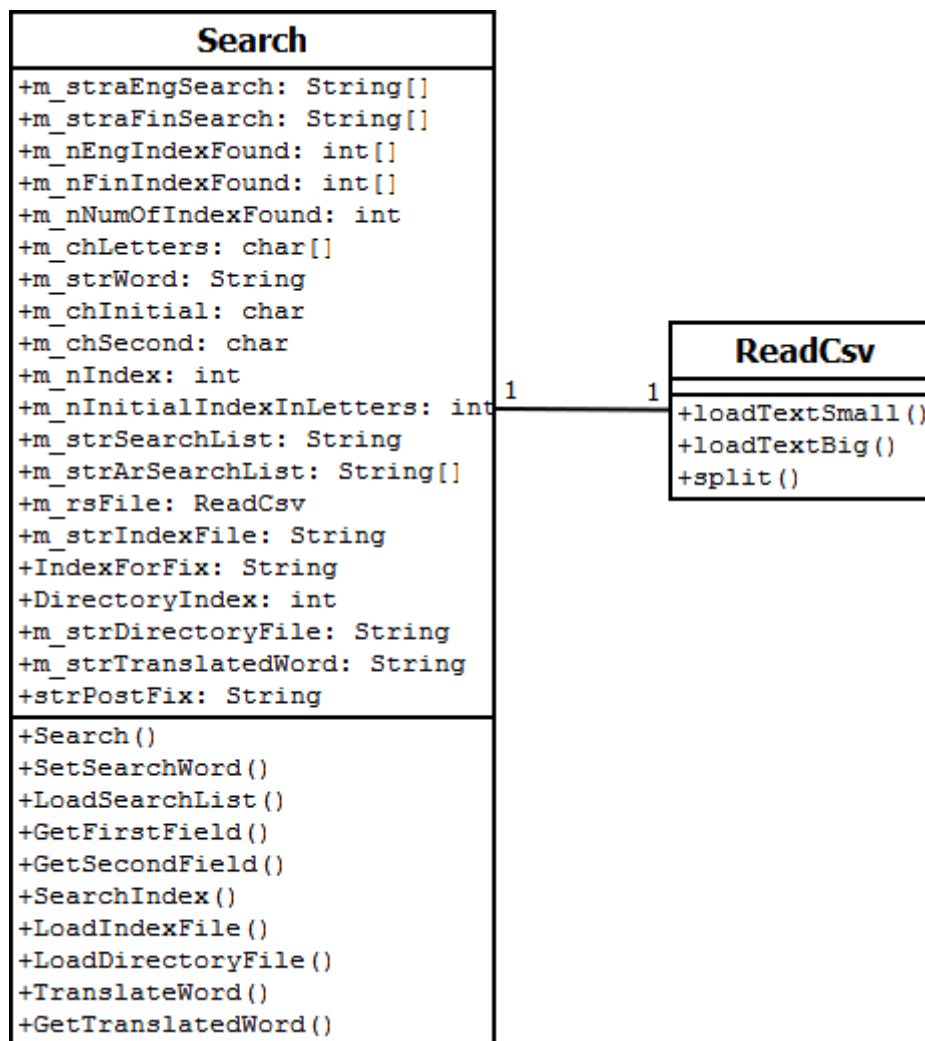 Search
+m_straEngSearch: String[]
+m_straFinSearch: String[]
+m_nEngIndexFound: int[]
+m_nFinIndexFound: int[]
+m_nNumOfIndexFound: int
+m_chLetters: char[]
+m_strWord: String
+m_chInitial: char
+m_chSecond: char
+m_nIndex: int
+m_nInitialIndexInLetters: int
+m_strSearchList: String
+m_strArSearchList: String[]
+m_rsFile: ReadCsv
+m_strIndexFile: String
+IndexForFix: String
+DirectoryIndex: int
+m_strDirectoryFile: String
+m_strTranslatedWord: String
+strPostFix: String
+Search()
+SetSearchWord()
+LoadSearchList()
+GetFirstField()
+GetSecondField()
+SearchIndex()
+LoadIndexFile()
+LoadDirectoryFile()
+TranslateWord()
+GetTranslatedWord()
1
1
ReadCsv
+loadTextSmall()
+loadTextBig()
+split()